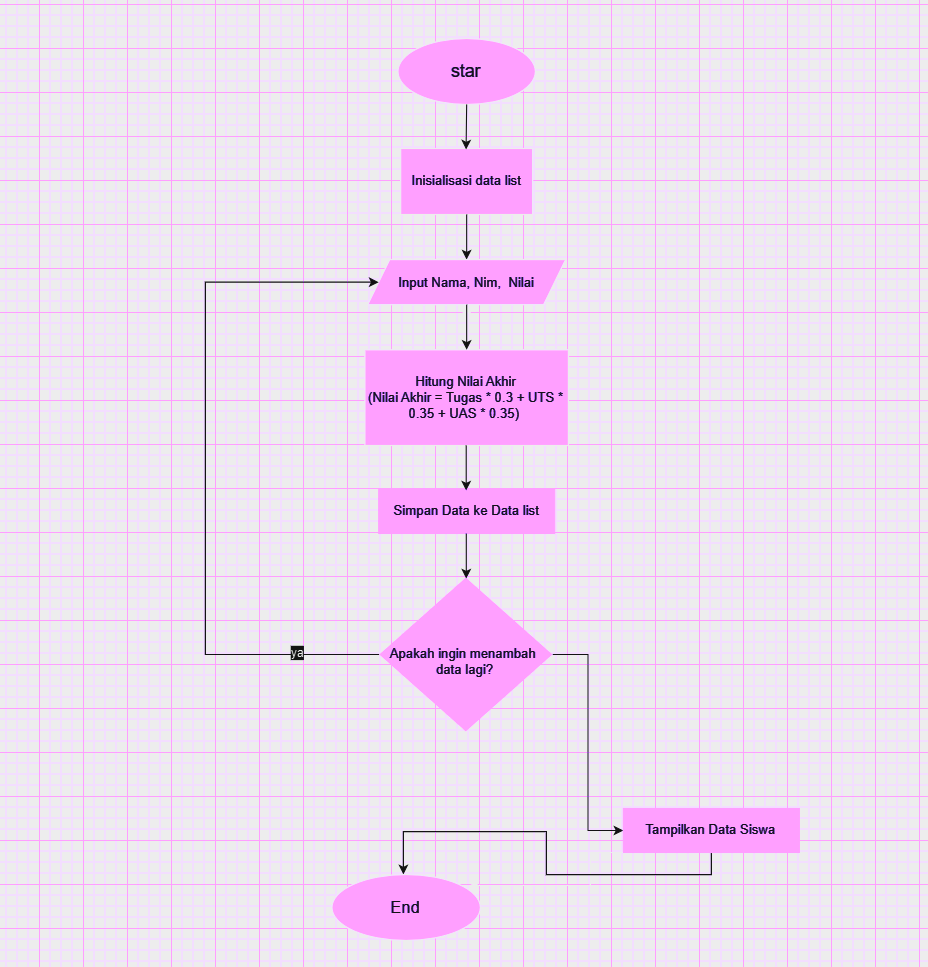 star
Inisialisasi data list
Input Nama, Nim,  Nilai
Hitung Nilai Akhir
(Nilai Akhir = Tugas * 0.3 + UTS *
0.35 + UAS * 0.35)
Simpan Data ke Data list
Apakah ingin menambah
data lagi?
ya
Tampilkan Data Siswa
End